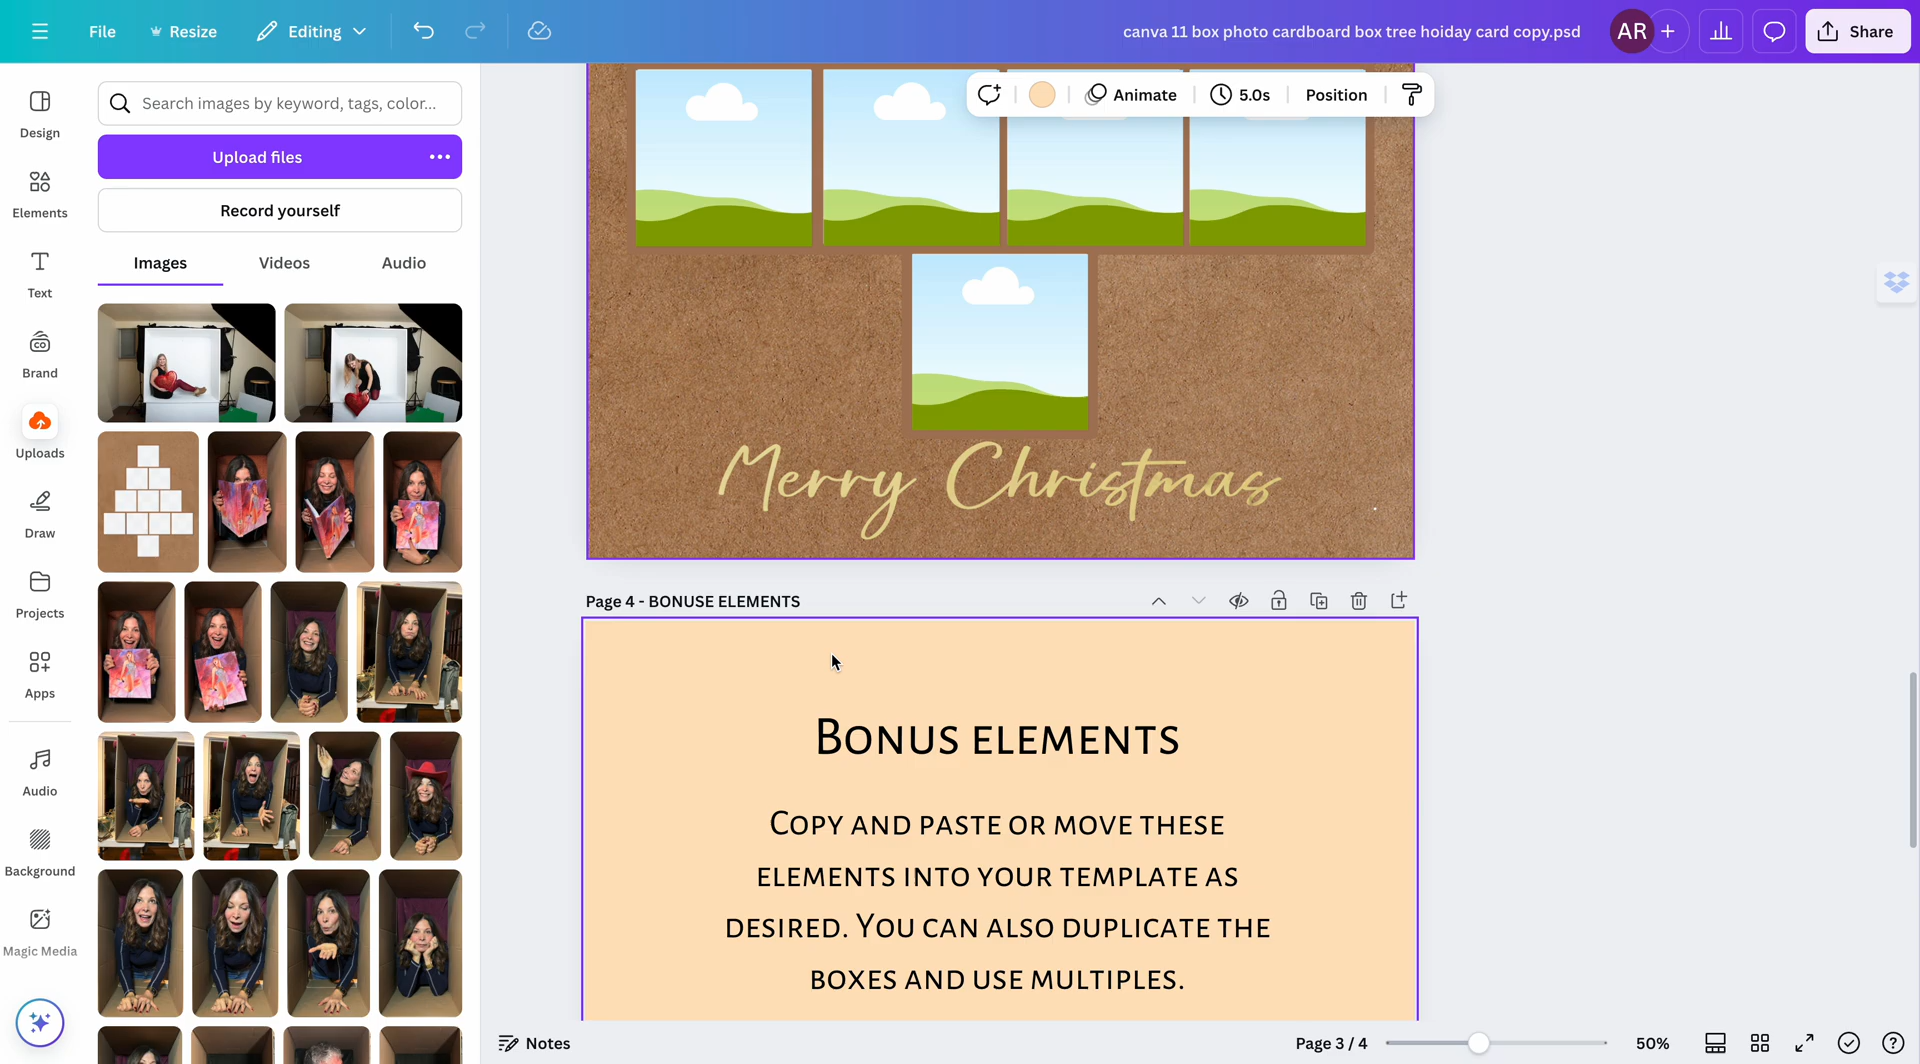 File
Resize
Editing
canva 11 box photo cardboard box tree hoiday card copy.psd
AR
Share
Design
Elements
Text
Brand
Uploads
Draw
Projects
Apps
Audio
Background
Magic Media
Search images by keyword, tags, color...
Upload files
Record yourself
Images Videos Audio
Animate
5.0s
Position
Merry Christmas
Page 4 - BONUSE ELEMENTS
Bonus elements
Copy and paste or move these
elements into your template as
desired. You can also duplicate the
boxes and use multiples.
Notes
Page 3 / 4
50%